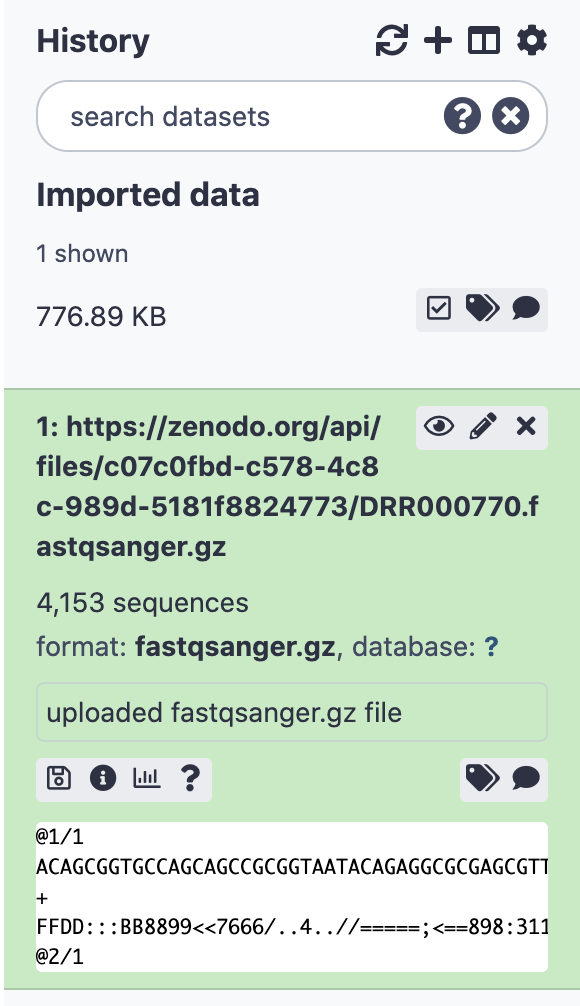 History
search datasets
Imported data
1 shown
776.89 KB
1: https://zenodo.org/api/
files/c07c0fbd-c578-4c8
c-989d-5181f8824773/DRR000770.f
astqsanger.gz
4,153 sequences
format: fastqsanger.gz, database: ?
uploaded fastqsanger.gz file
@1/1
ACAGCGGTGCCAGCAGCCGCGGTAATACAGAGGCGCGAGCGTT
+
FFDD:::BB8899<<7666/..4..//=====;<==898:311
@2/1